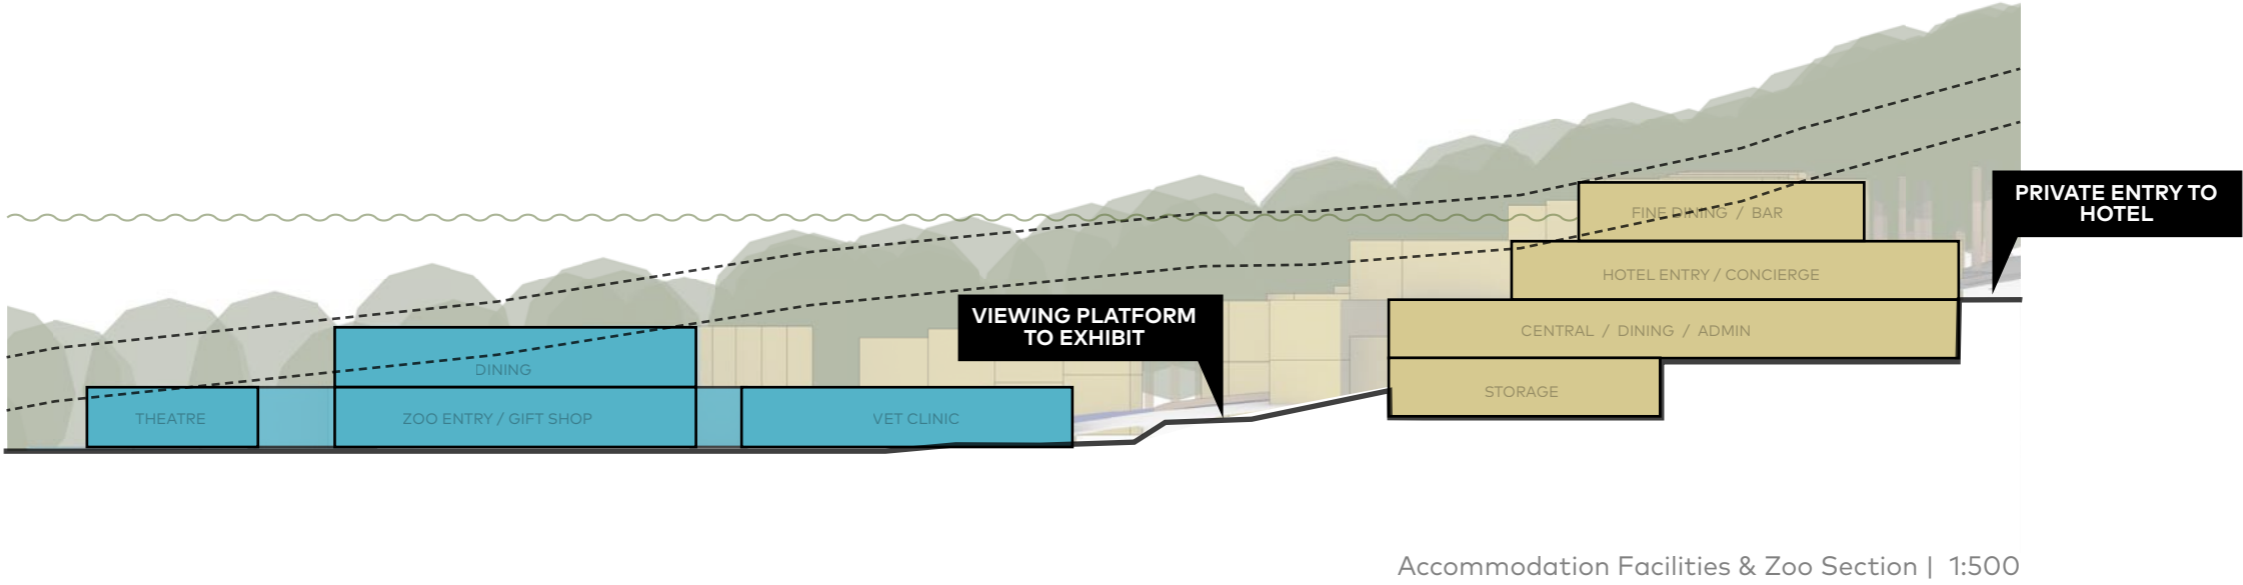 PRIVATE ENTRY TO
HOTEL
FINE DINING / BAR
HOTEL ENTRY / CONCIERGE
VIEWING PLATFORM
TO EXHIBIT
CENTRAL / DINING / ADMIN
DINING
STORAGE
THEATRE
ZOO ENTRY / GIFT SHOP
VET CLINIC
Accommodation Facilities & Zoo Section | 1:500